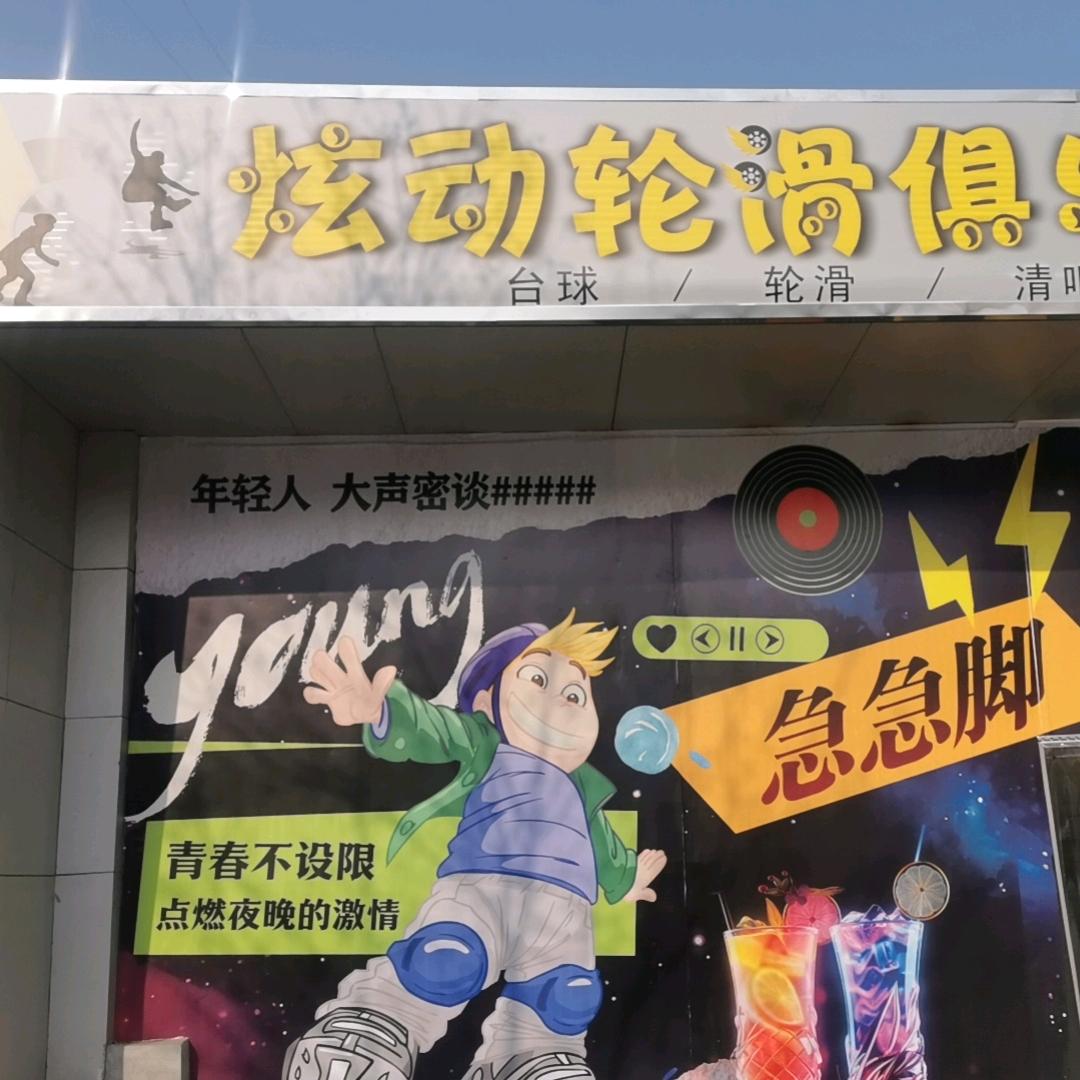 炫动轮滑俱
台球 / 轮滑 / 清吧
年轻人 大声密谈#####
young
急急脚
青春不设限
点燃夜晚的激情